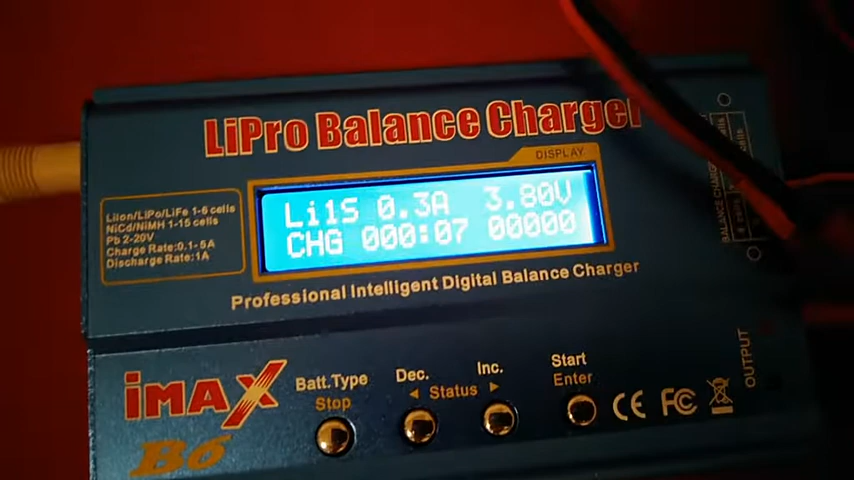 LiPro Balance Charger
DISPLAY
LiIon/LiPo/LiFe 1-6 cells
NiCd/NiMH 1-15 cells
Pb 2-20V
Charge Rate:0.1-5A
Discharge Rate:1A
Li1S 0.3A 3.80V
CHG 000:07 00000
Professional Intelligent Digital Balance Charger
iMAX
B6
Batt.Type
Stop
Dec.
Inc.
◄ Status ►
Start
Enter
CE FC
OUTPUT